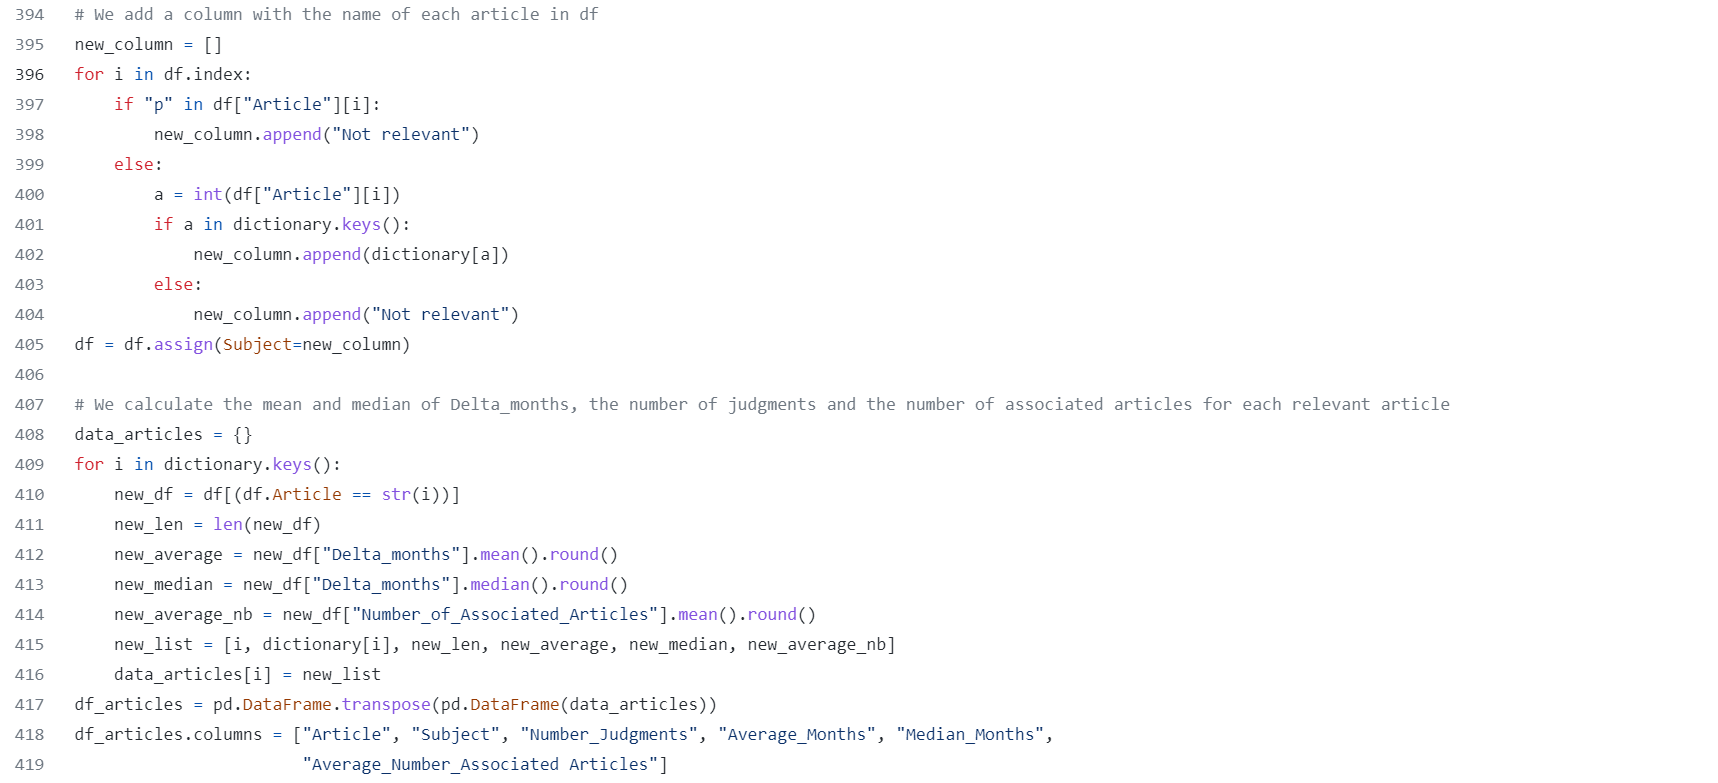 394 # We add a column with the name of each article in df
395 new_column = []
396 for i in df.index:
397     if "p" in df["Article"][i]:
398         new_column.append("Not relevant")
399     else:
400         a = int(df["Article"][i])
401         if a in dictionary.keys():
402             new_column.append(dictionary[a])
403         else:
404             new_column.append("Not relevant")
405 df = df.assign(Subject=new_column)
406
407 # We calculate the mean and median of Delta_months, the number of judgments and the number of associated articles for each relevant article
408 data_articles = {}
409 for i in dictionary.keys():
410     new_df = df[(df.Article == str(i))]
411     new_len = len(new_df)
412     new_average = new_df["Delta_months"].mean().round()
413     new_median = new_df["Delta_months"].median().round()
414     new_average_nb = new_df["Number_of_Associated_Articles"].mean().round()
415     new_list = [i, dictionary[i], new_len, new_average, new_median, new_average_nb]
416     data_articles[i] = new_list
417 df_articles = pd.DataFrame.transpose(pd.DataFrame(data_articles))
418 df_articles.columns = ["Article", "Subject", "Number_Judgments", "Average_Months", "Median_Months",
419                        "Average_Number_Associated Articles"]